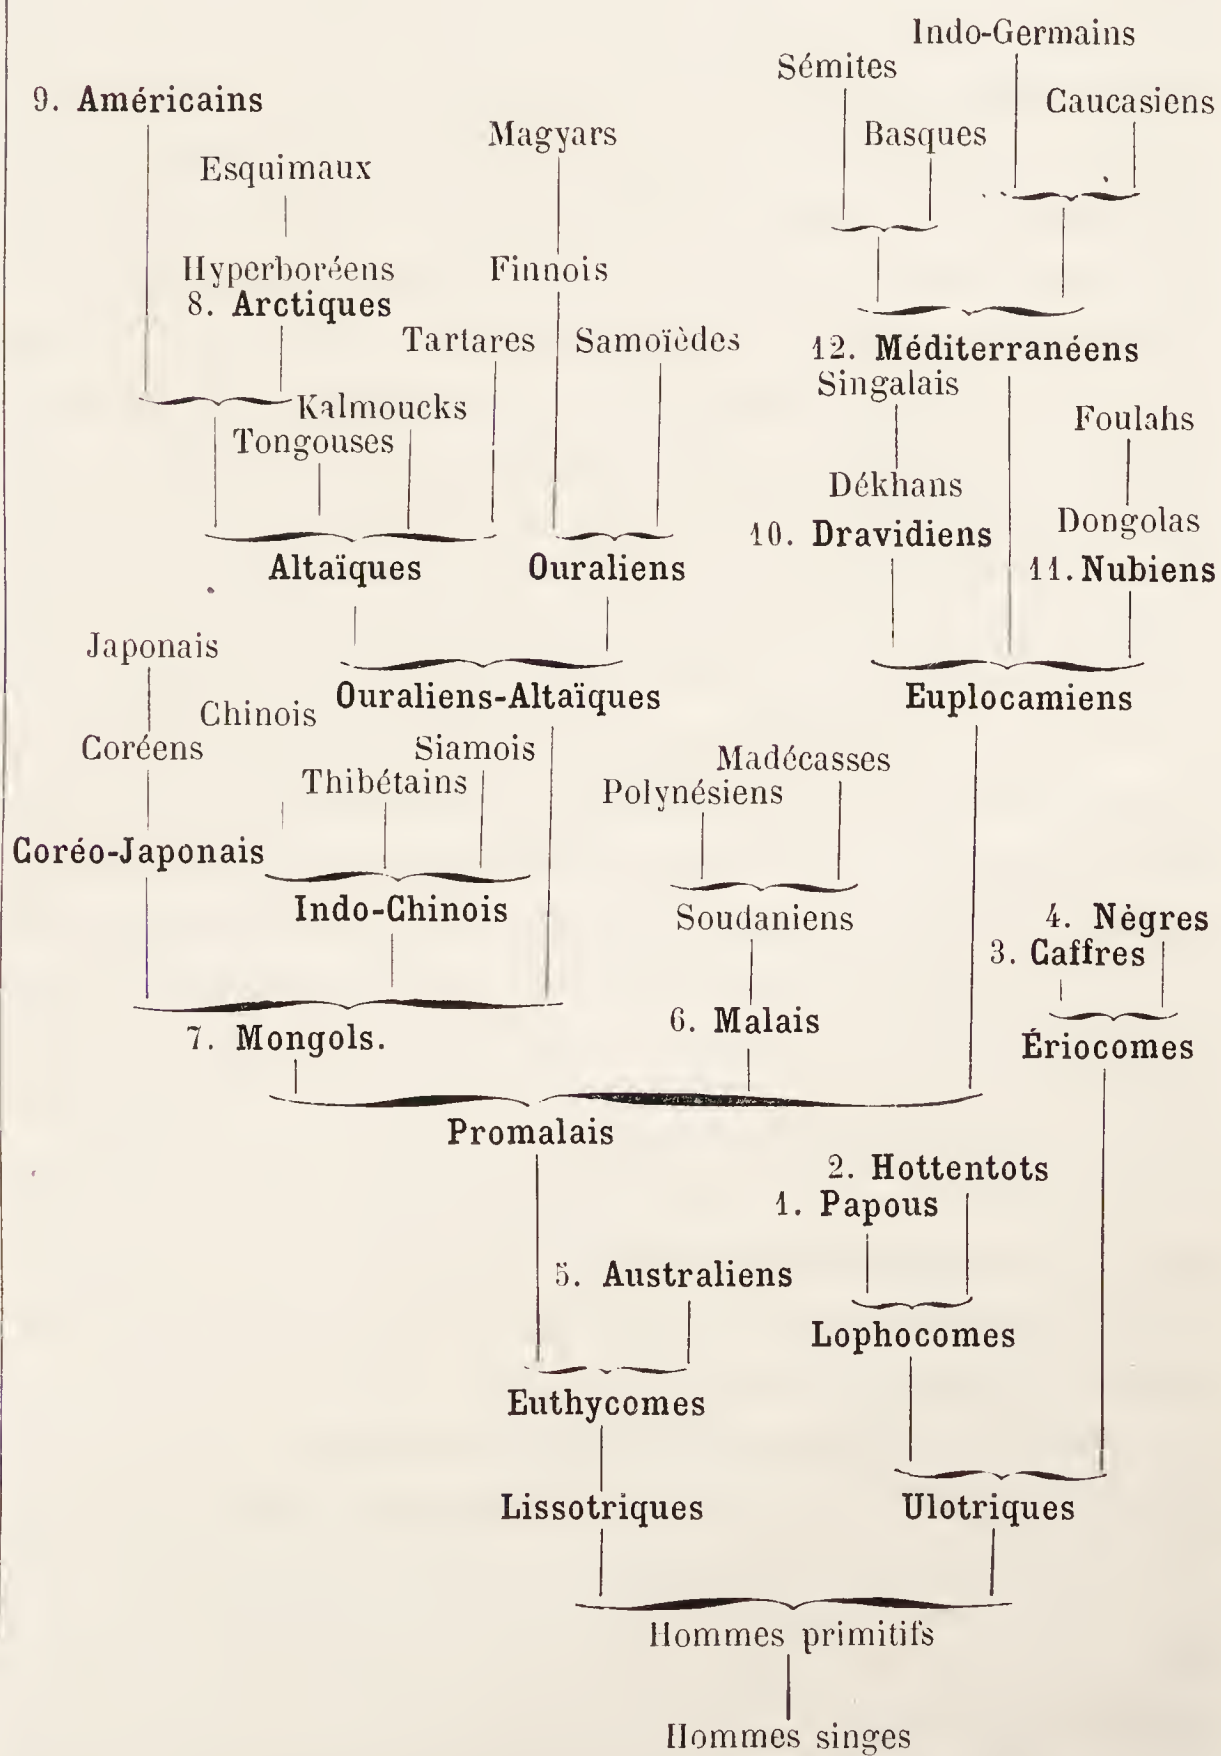 Indo-Germains
Sémites
9. Américains
Caucasiens
Magyars
Basques
Esquimaux
Hyperboréens
Finnois
8. Arctiques
Tartares
Samoïèdes
12. Méditerranéens
Singalais
Kalmoucks
Foulahs
Tongouses
Dékhans
Dongolas
10. Dravidiens
Altaïques
Ouraliens
11. Nubiens
Japonais
Ouraliens-Altaïques
Euplocamiens
Chinois
Coréens
Siamois
Madécasses
Thibétains
Polynésiens
Coréo-Japonais
Indo-Chinois
Soudaniens
4. Nègres
3. Caffres
6. Malais
7. Mongols.
Ériocomes
Promalais
2. Hottentots
1. Papous
5. Australiens
Lophocomes
Euthycomes
Lissotriques
Ulotriques
Hommes primitifs
Hommes singes